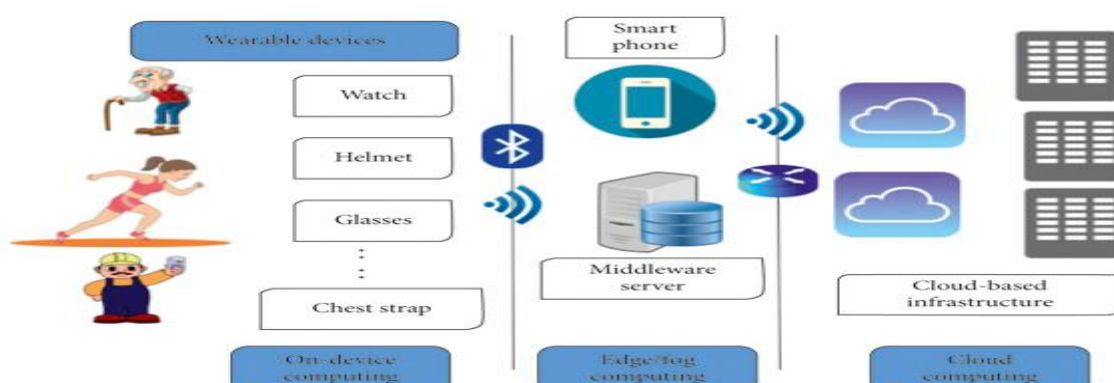 Wearable devices
Watch
Helmet
Glasses
Chest strap
On-device
computing
Smart
phone
Middleware
server
Edge/fog
computing
Cloud-based
infrastructure
Cloud
computing